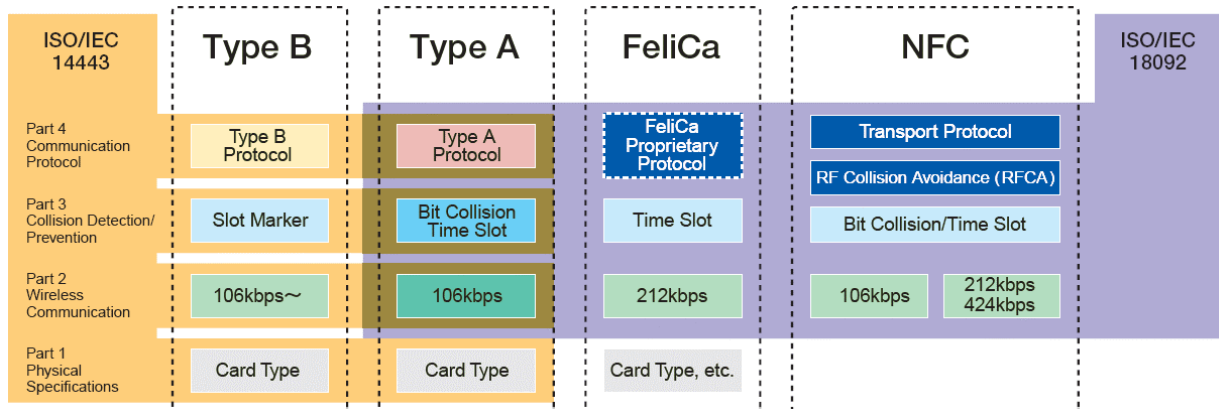 ISO/IEC
14443
Type B
Type A
FeliCa
NFC
ISO/IEC
18092
Part 4
Communication
Protocol
Type B
Protocol
Type A
Protocol
FeliCa
Proprietary
Protocol
Transport Protocol
RF Collision Avoidance (RFCA)
Part 3
Collision Detection/
Prevention
Slot Marker
Bit Collision
Time Slot
Time Slot
Bit Collision/Time Slot
Part 2
Wireless
Communication
106kbps～
106kbps
212kbps
106kbps
212kbps
424kbps
Part 1
Physical
Specifications
Card Type
Card Type
Card Type, etc.